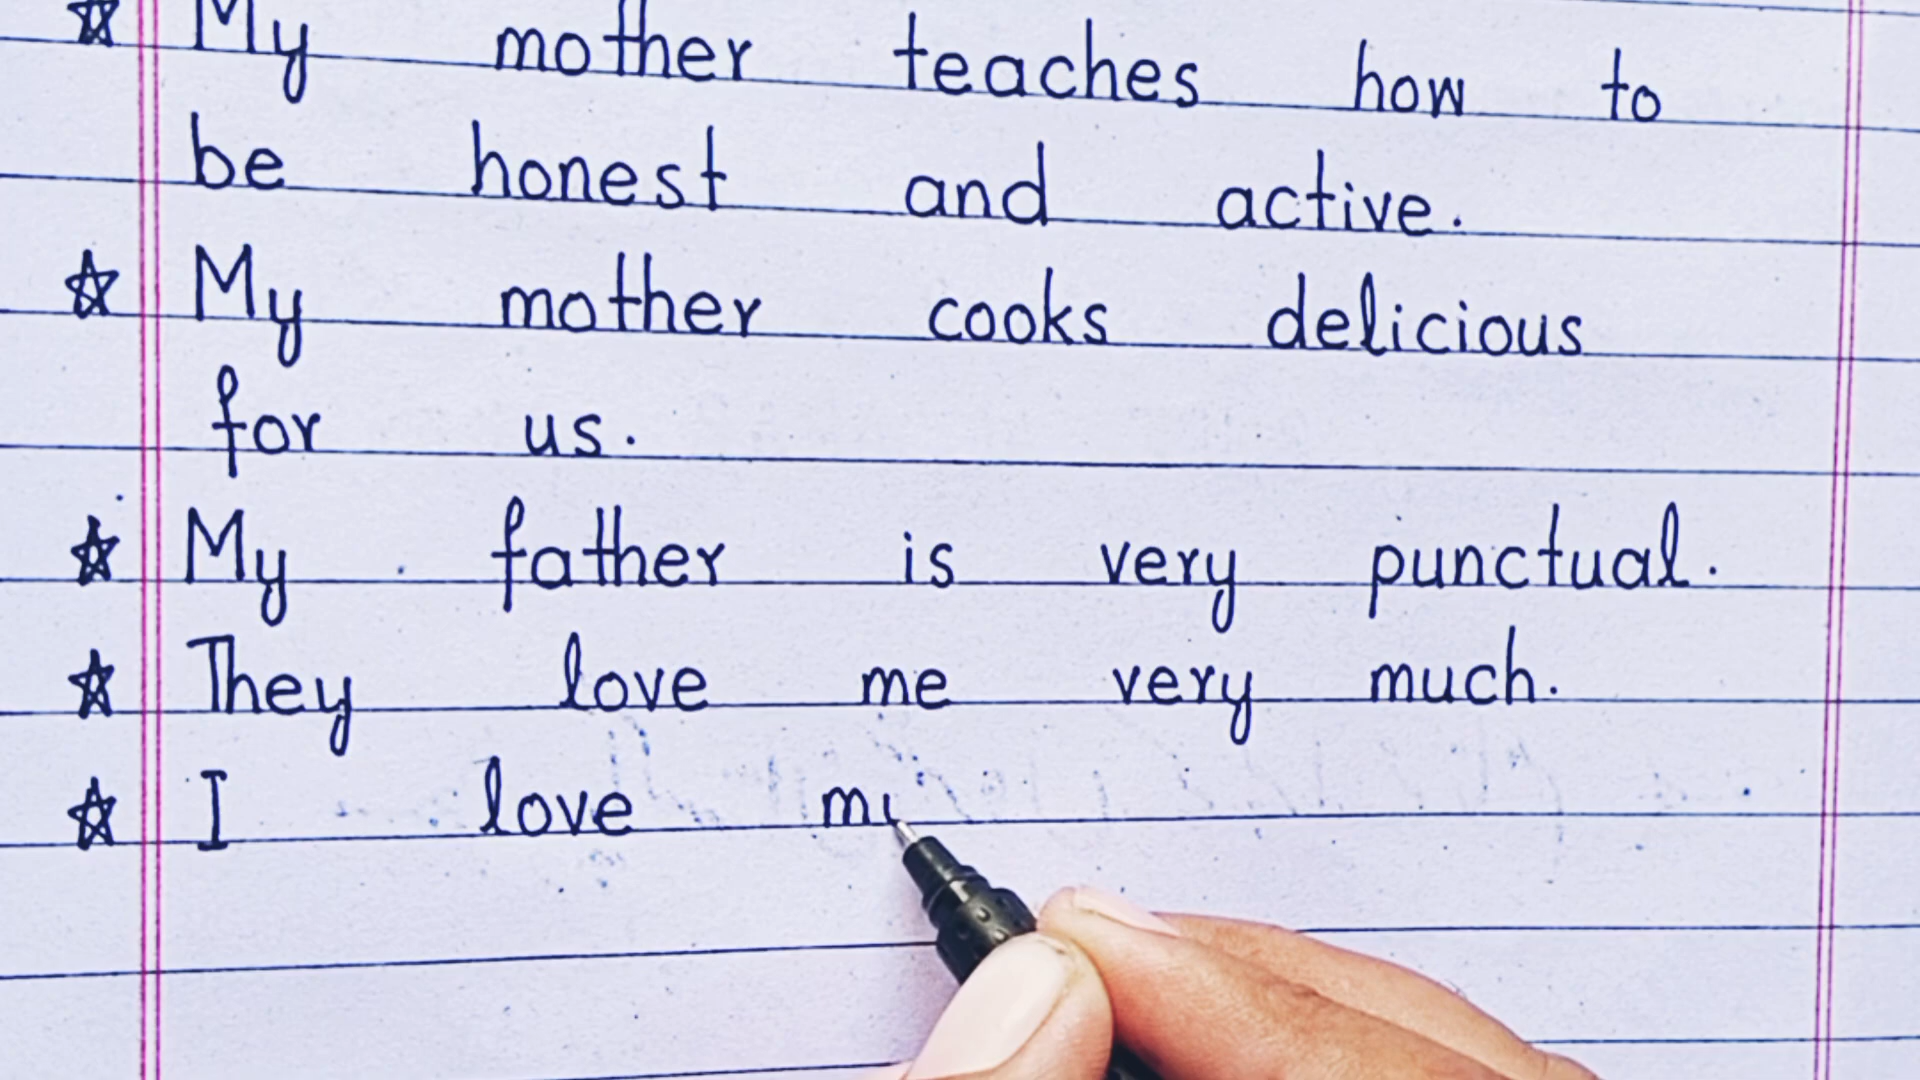 ☆ My mother teaches how to
be honest and active.
☆ My mother cooks delicious
for us.
☆ My father is very punctual.
☆ They love me very much.
☆ I love